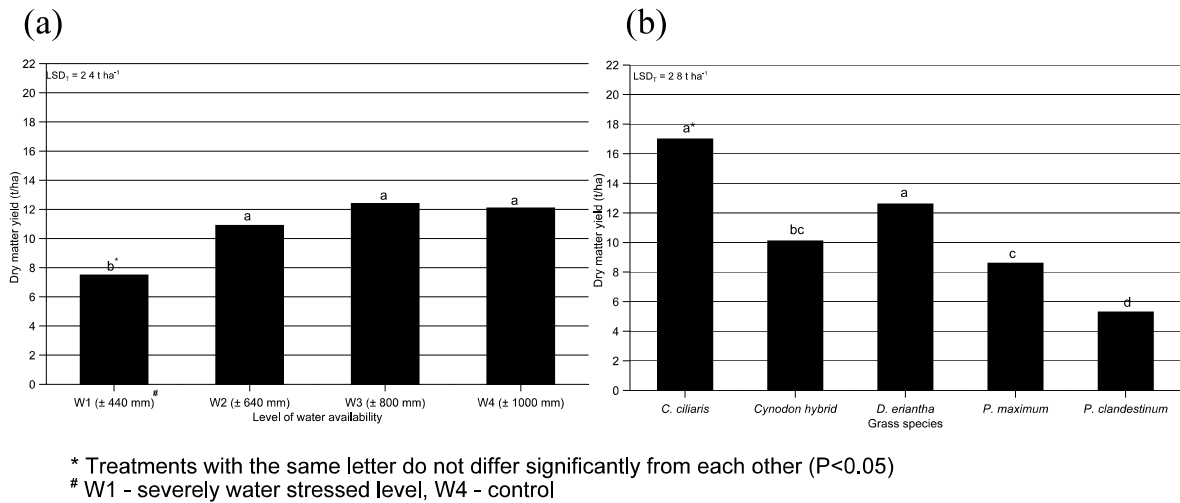 (a)
LSDT = 2 4 t ha-1
Dry matter yield (t/ha)
22
20
18
16
14
12
10
8
6
4
2
0
b*
a
a
a
W1 (± 440 mm)#
W2 (± 640 mm)
W3 (± 800 mm)
W4 (± 1000 mm)
Level of water availability
(b)
LSDT = 2 8 t ha-1
Dry matter yield (t/ha)
22
20
18
16
14
12
10
8
6
4
2
0
a*
bc
a
c
d
C. ciliaris
Cynodon hybrid
D. eriantha
P. maximum
P. clandestinum
Grass species
* Treatments with the same letter do not differ significantly from each other (P<0.05)
# W1 - severely water stressed level, W4 - control